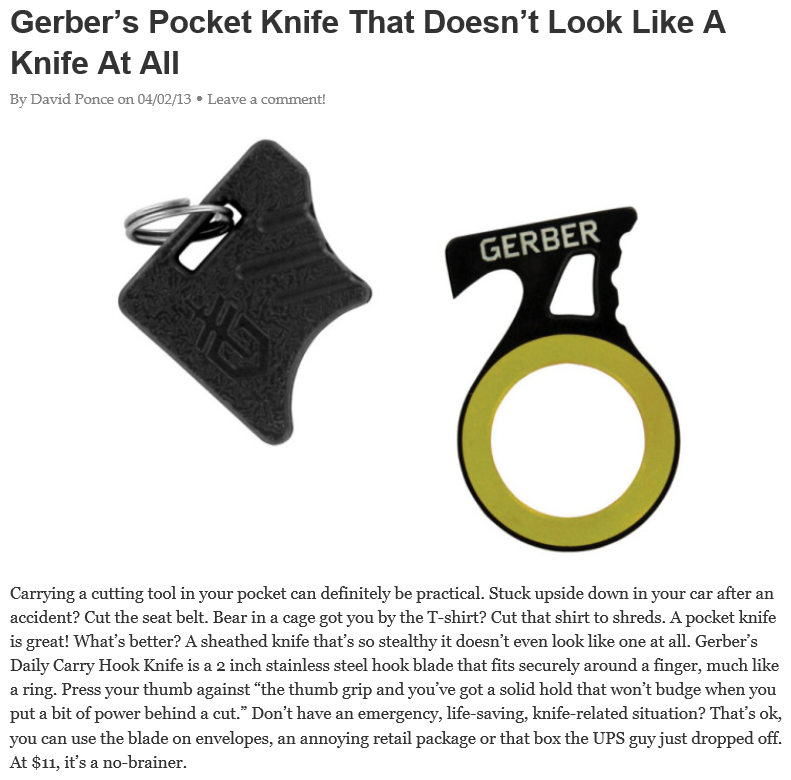 Gerber’s Pocket Knife That Doesn’t Look Like A
Knife At All
By David Ponce on 04/02/13 • Leave a comment!
GERBER
Carrying a cutting tool in your pocket can definitely be practical. Stuck upside down in your car after an
accident? Cut the seat belt. Bear in a cage got you by the T-shirt? Cut that shirt to shreds. A pocket knife
is great! What’s better? A sheathed knife that’s so stealthy it doesn’t even look like one at all. Gerber’s
Daily Carry Hook Knife is a 2 inch stainless steel hook blade that fits securely around a finger, much like
a ring. Press your thumb against “the thumb grip and you’ve got a solid hold that won’t budge when you
put a bit of power behind a cut.” Don’t have an emergency, life-saving, knife-related situation? That’s ok,
you can use the blade on envelopes, an annoying retail package or that box the UPS guy just dropped off.
At $11, it’s a no-brainer.